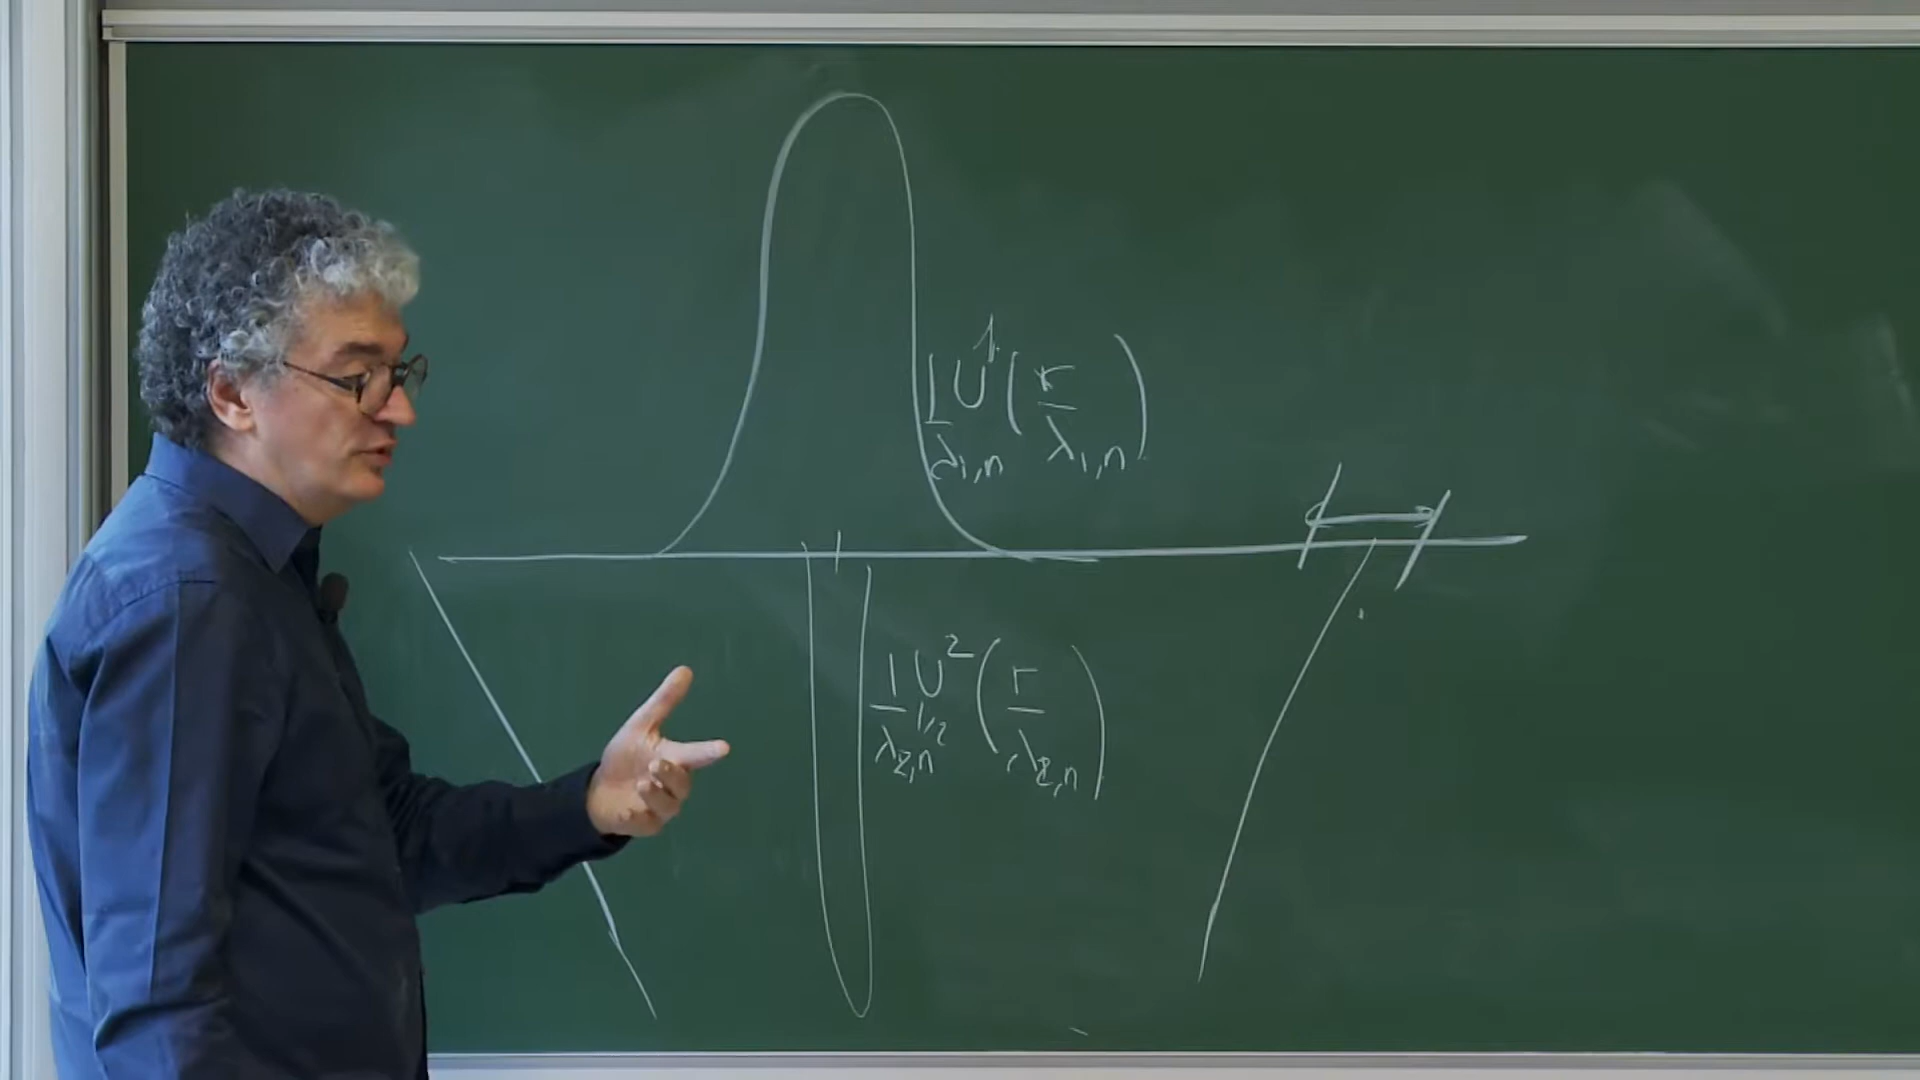 1/λ₁,ₙ U¹ ( r/λ₁,ₙ )
1/λ₂,ₙ^1/2 U² ( r/λ₂,ₙ )